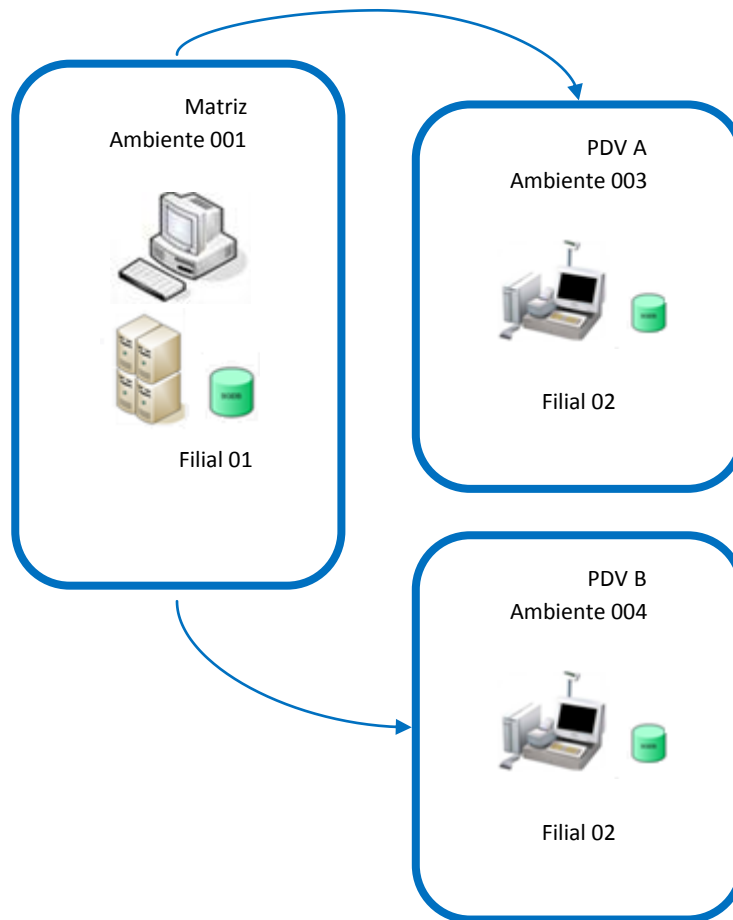 Matriz
Ambiente 001
Filial 01
PDV A
Ambiente 003
Filial 02
PDV B
Ambiente 004
Filial 02